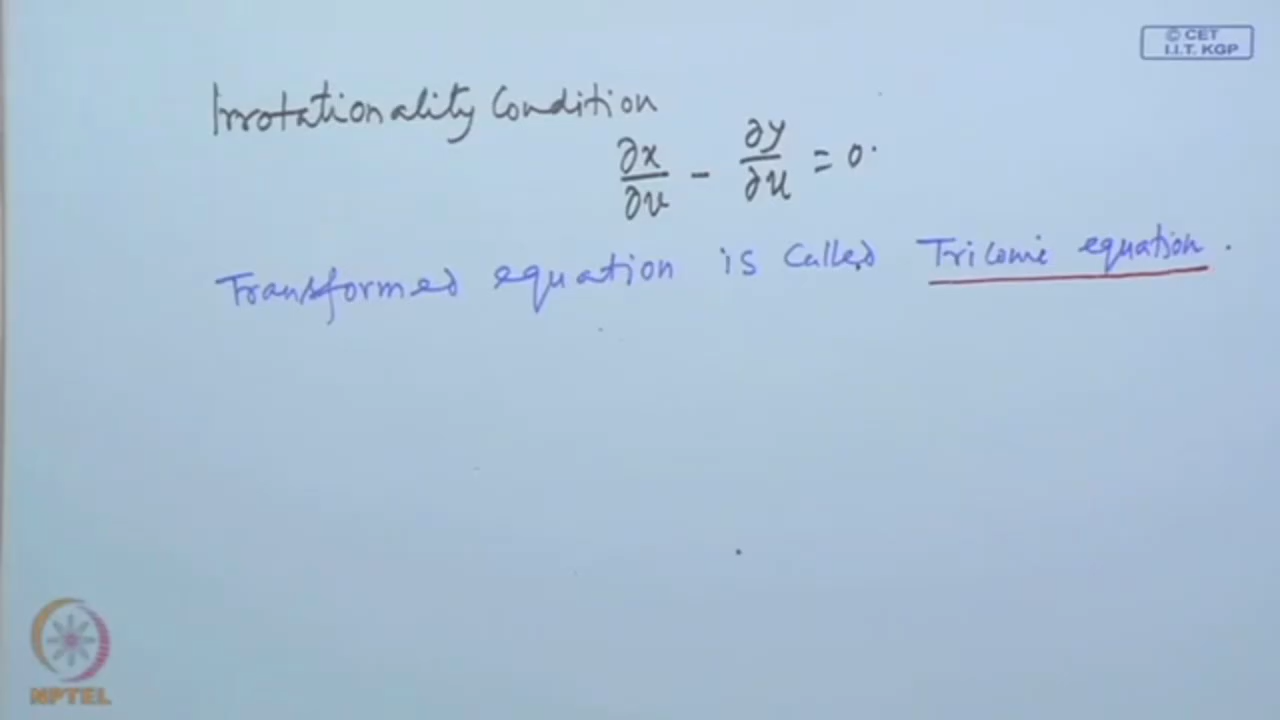 © CET
I.I.T. KGP
Irrotationality Condition
∂x/∂v - ∂y/∂u = 0.
Transformed equation is called Tricomi equation.
NPTEL